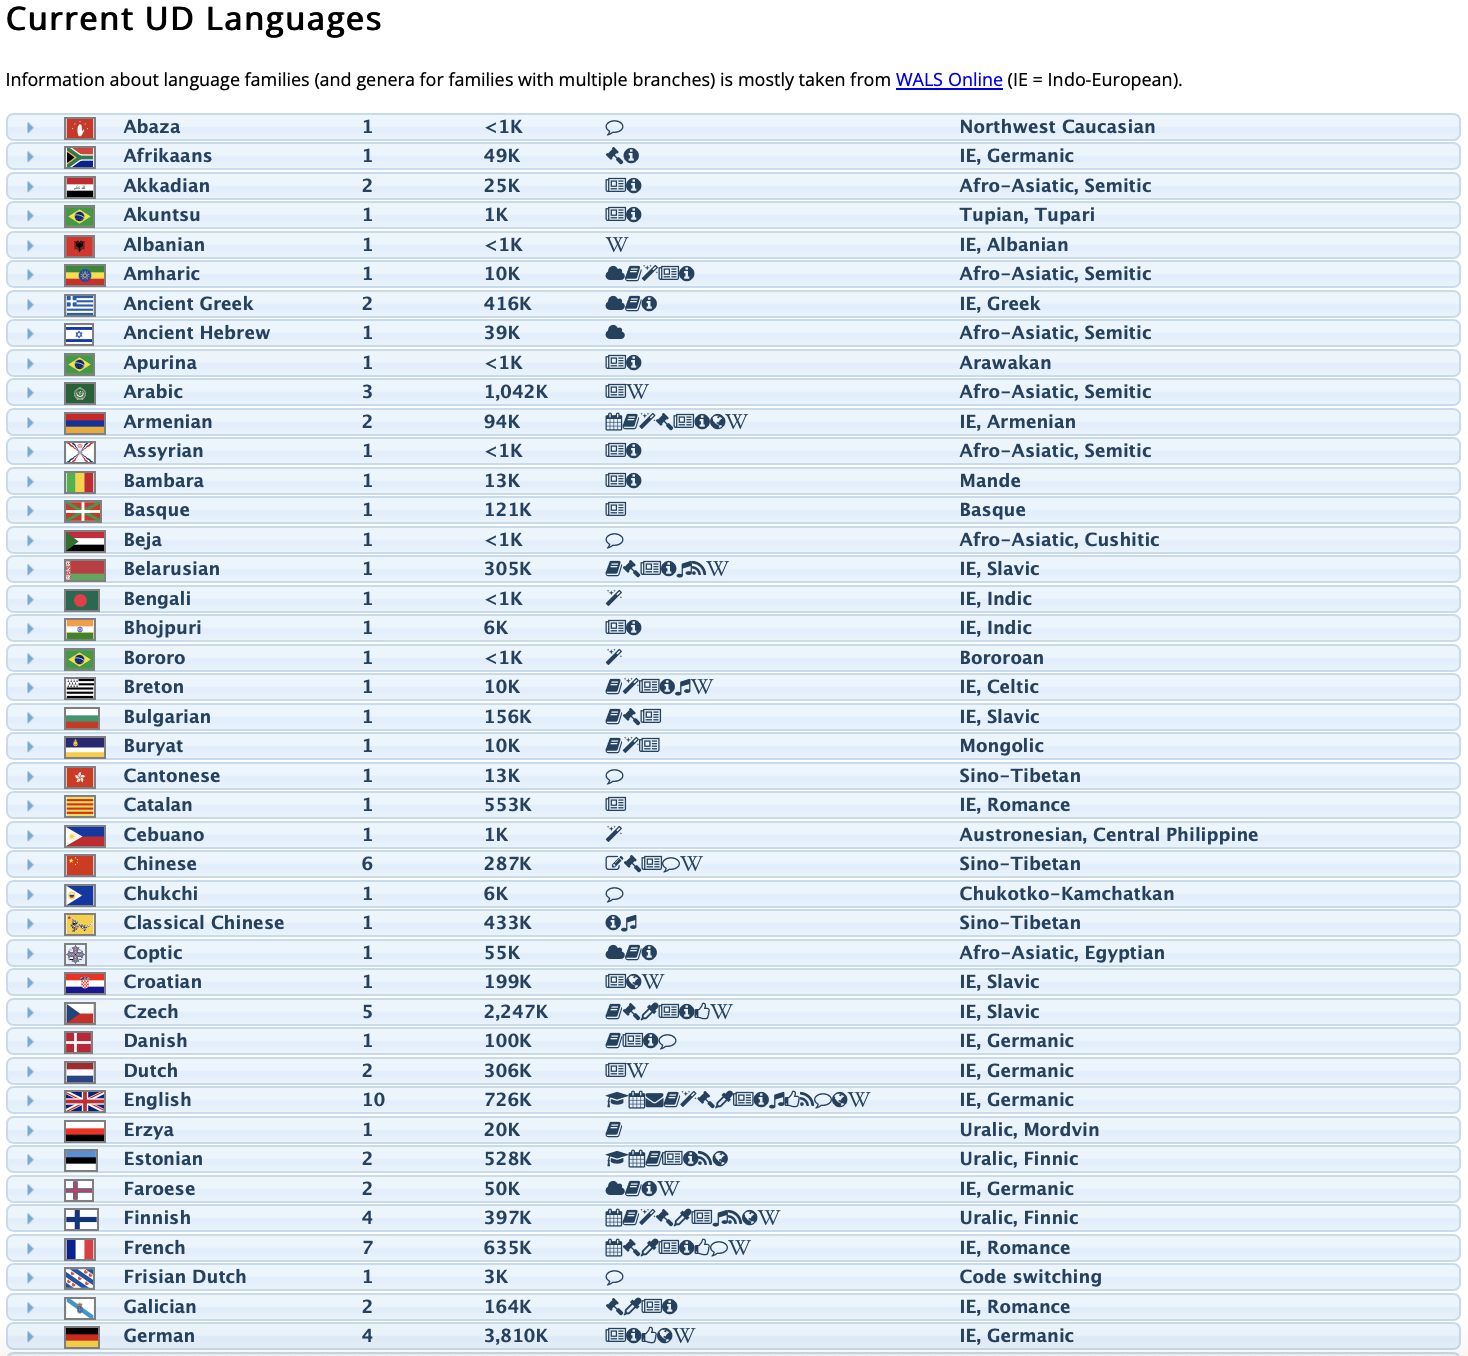 Current UD Languages
Information about language families (and genera for families with multiple branches) is mostly taken from WALS Online (IE = Indo-European).
Abaza 1 <1K Northwest Caucasian
Afrikaans 1 49K IE, Germanic
Akkadian 2 25K Afro-Asiatic, Semitic
Akuntsu 1 1K Tupian, Tupari
Albanian 1 <1K W IE, Albanian
Amharic 1 10K Afro-Asiatic, Semitic
Ancient Greek 2 416K IE, Greek
Ancient Hebrew 1 39K Afro-Asiatic, Semitic
Apurina 1 <1K Arawakan
Arabic 3 1,042K W Afro-Asiatic, Semitic
Armenian 2 94K W IE, Armenian
Assyrian 1 <1K Afro-Asiatic, Semitic
Bambara 1 13K Mande
Basque 1 121K Basque
Beja 1 <1K Afro-Asiatic, Cushitic
Belarusian 1 305K W IE, Slavic
Bengali 1 <1K IE, Indic
Bhojpuri 1 6K IE, Indic
Bororo 1 <1K Bororoan
Breton 1 10K W IE, Celtic
Bulgarian 1 156K IE, Slavic
Buryat 1 10K Mongolic
Cantonese 1 13K Sino-Tibetan
Catalan 1 553K IE, Romance
Cebuano 1 1K Austronesian, Central Philippine
Chinese 6 287K W Sino-Tibetan
Chukchi 1 6K Chukotko-Kamchatkan
Classical Chinese 1 433K Sino-Tibetan
Coptic 1 55K Afro-Asiatic, Egyptian
Croatian 1 199K W IE, Slavic
Czech 5 2,247K W IE, Slavic
Danish 1 100K IE, Germanic
Dutch 2 306K W IE, Germanic
English 10 726K W IE, Germanic
Erzya 1 20K Uralic, Mordvin
Estonian 2 528K Uralic, Finnic
Faroese 2 50K W IE, Germanic
Finnish 4 397K W Uralic, Finnic
French 7 635K W IE, Romance
Frisian Dutch 1 3K Code switching
Galician 2 164K IE, Romance
German 4 3,810K W IE, Germanic